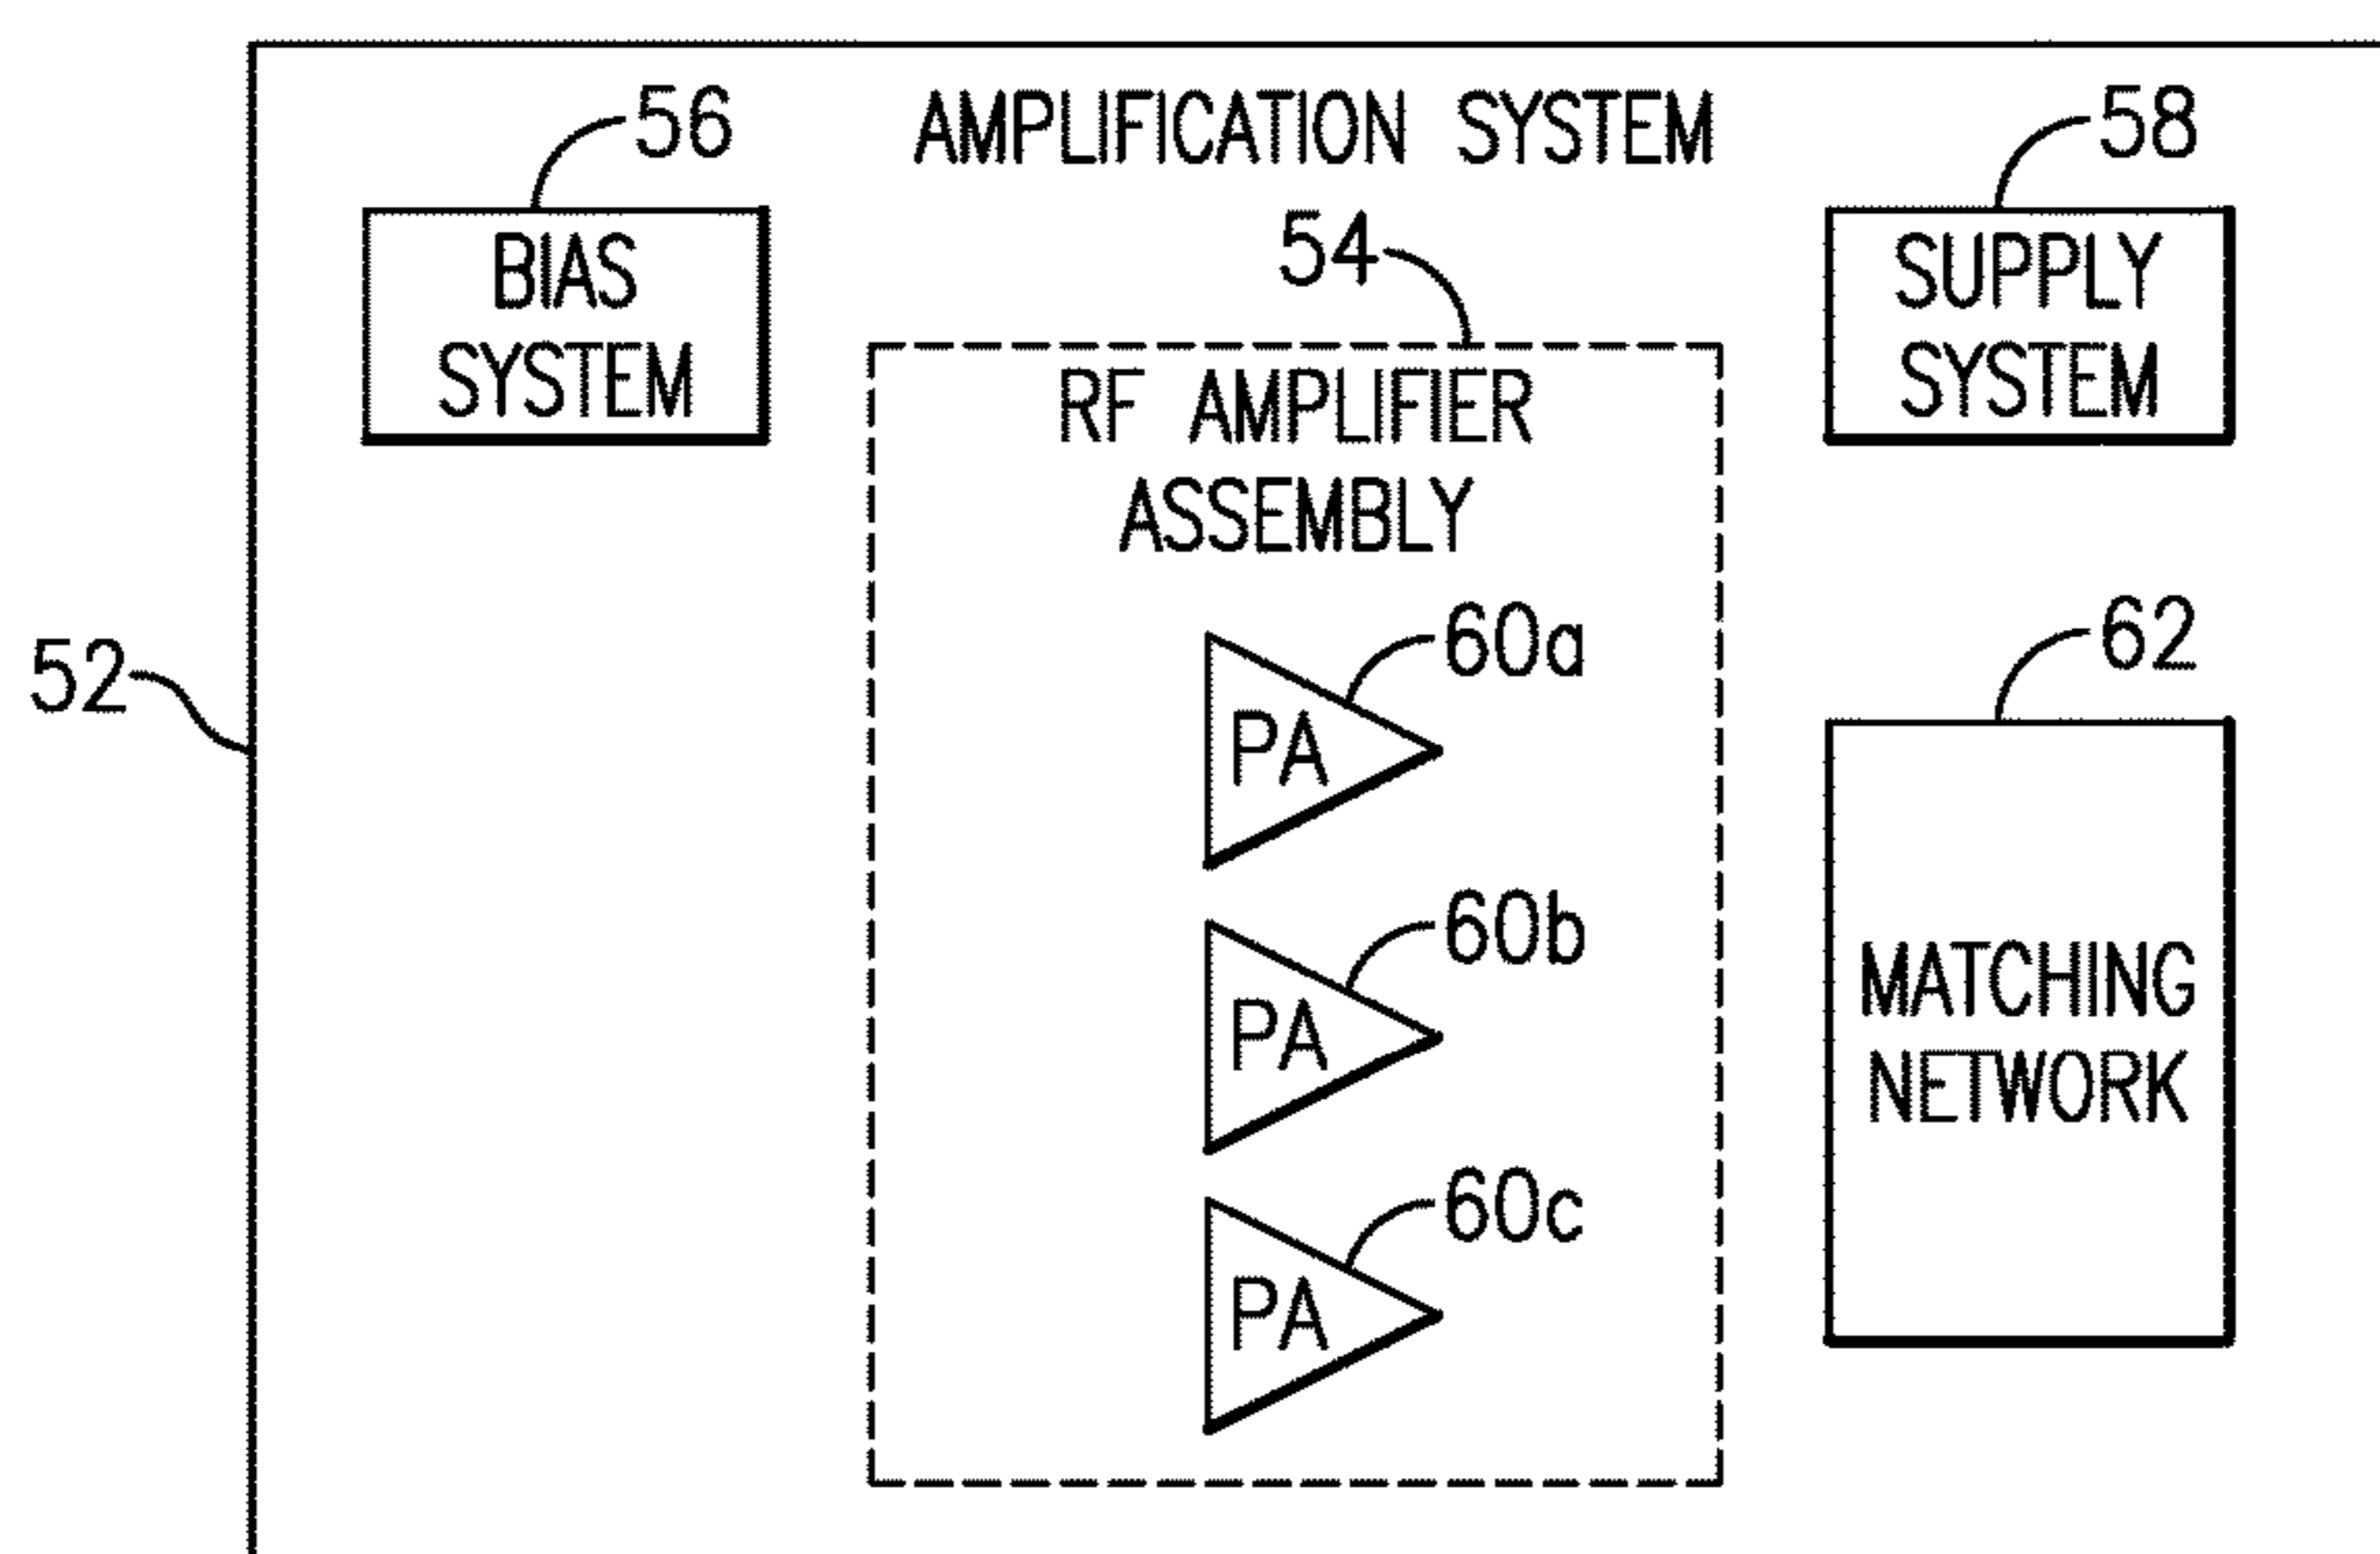 AMPLIFICATION SYSTEM
56
BIAS
SYSTEM
58
SUPPLY
SYSTEM
54
RF AMPLIFIER
ASSEMBLY
52
60a
PA
60b
PA
60c
PA
62
MATCHING
NETWORK